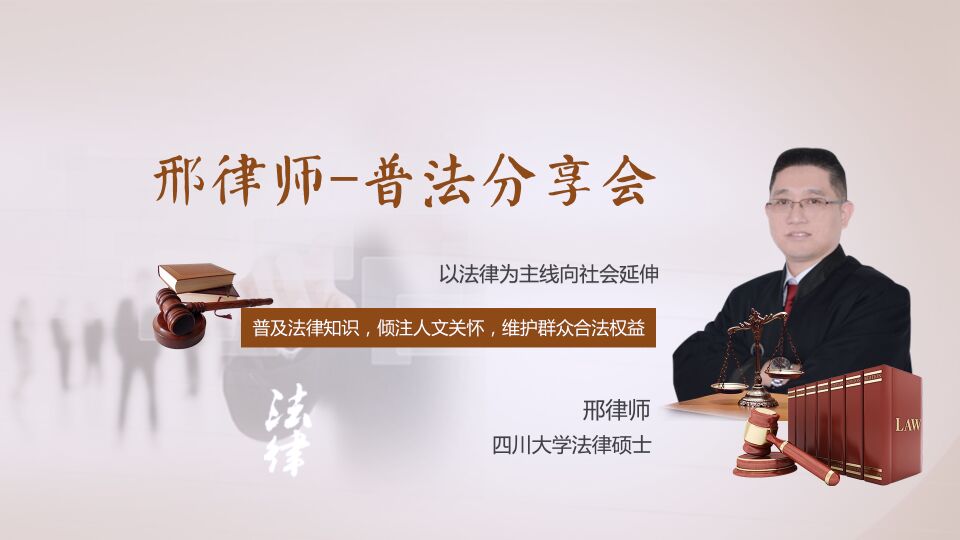 邢律师-普法分享会
以法律为主线向社会延伸
普及法律知识，倾注人文关怀，维护群众合法权益
法律
邢律师
四川大学法律硕士
LAW